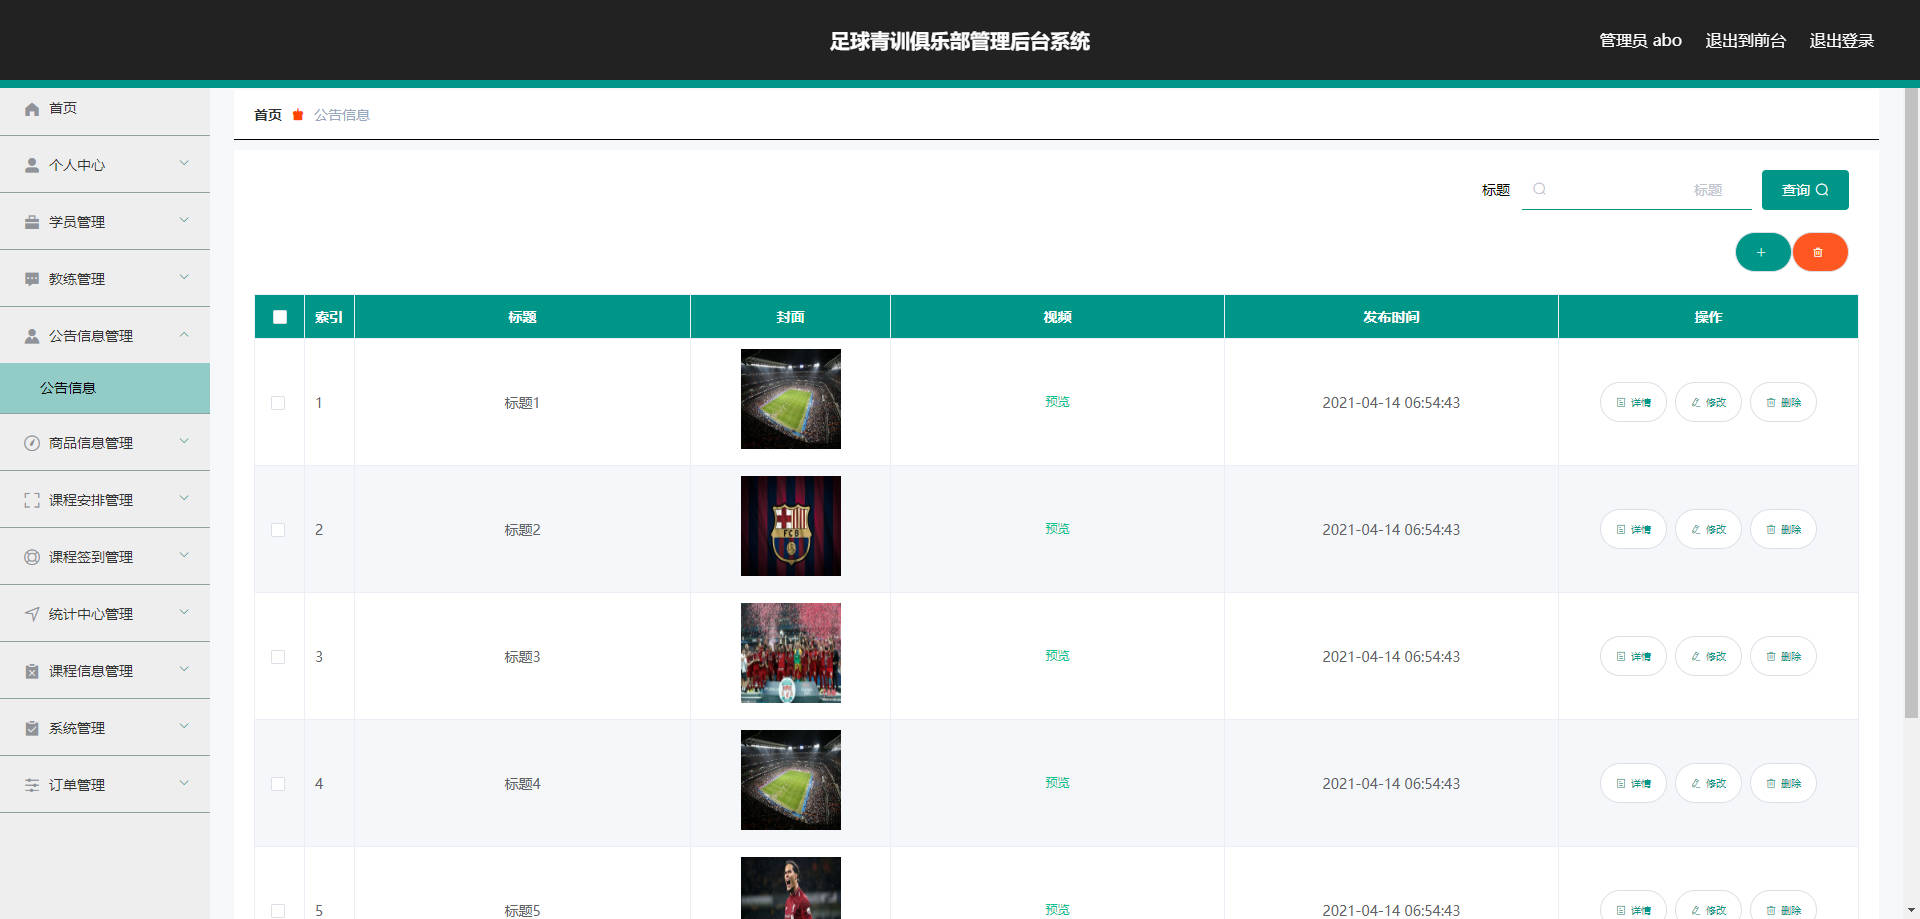 足球青训俱乐部管理后台系统
管理员 abo 退出到前台 退出登录
首页
个人中心
学员管理
教练管理
公告信息管理
公告信息
商品信息管理
课程安排管理
课程签到管理
统计中心管理
课程信息管理
系统管理
订单管理
首页 公告信息
标题 标题 查询
索引 标题 封面 视频 发布时间 操作
1 标题1 预览 2021-04-14 06:54:43 详情 修改 删除
2 标题2 FCB 预览 2021-04-14 06:54:43 详情 修改 删除
3 标题3 预览 2021-04-14 06:54:43 详情 修改 删除
4 标题4 预览 2021-04-14 06:54:43 详情 修改 删除
5 标题5 预览 2021-04-14 06:54:43 详情 修改 删除